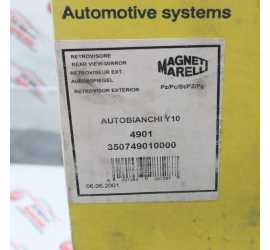 Automotive systems
RETROVISORE
REAR VIEW-MIRROR
RETROVISEUR EXT.
AUSSENSPIEGEL
RETROVISOR EXTERIOR
MAGNETI
MARELLI
Pz/Pc/St/PZ/Pç
AUTOBIANCHI Y10
4901
350749010000
06.06.2001